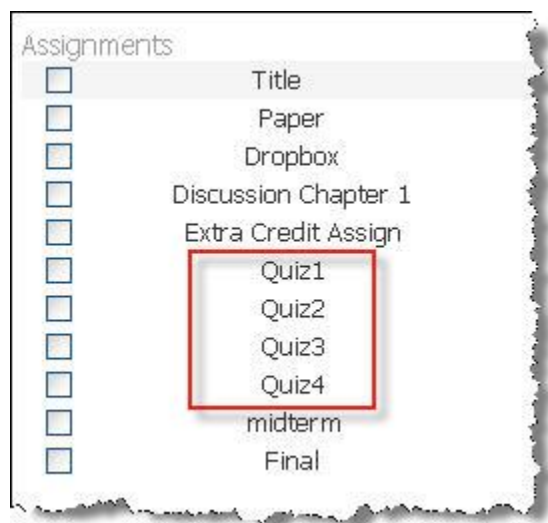 Assignments
Title
Paper
Dropbox
Discussion Chapter 1
Extra Credit Assign
Quiz1
Quiz2
Quiz3
Quiz4
midterm
Final